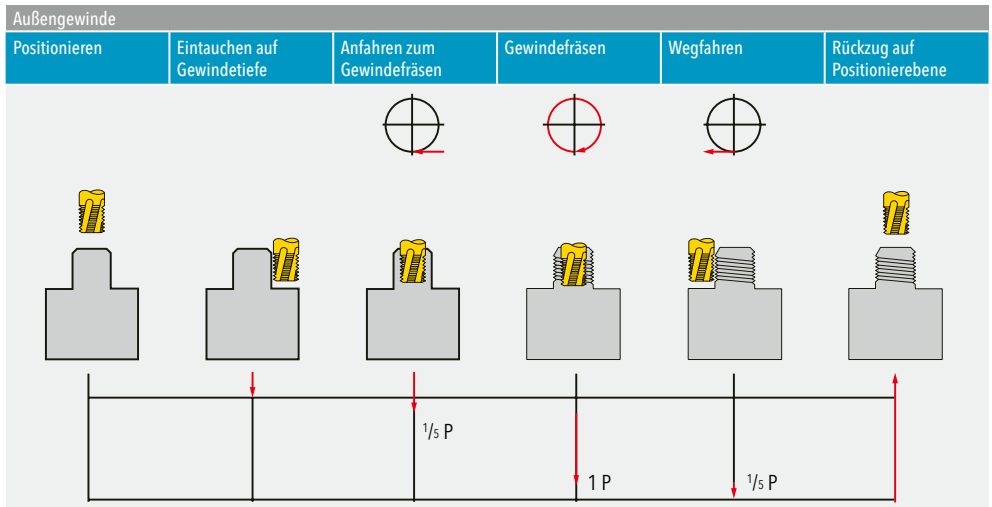 Außengewinde
Positionieren
Eintauchen auf
Gewindetiefe
Anfahren zum
Gewindefräsen
Gewindefräsen
Wegfahren
Rückzug auf
Positionierebene
1/5 P
1 P
1/5 P